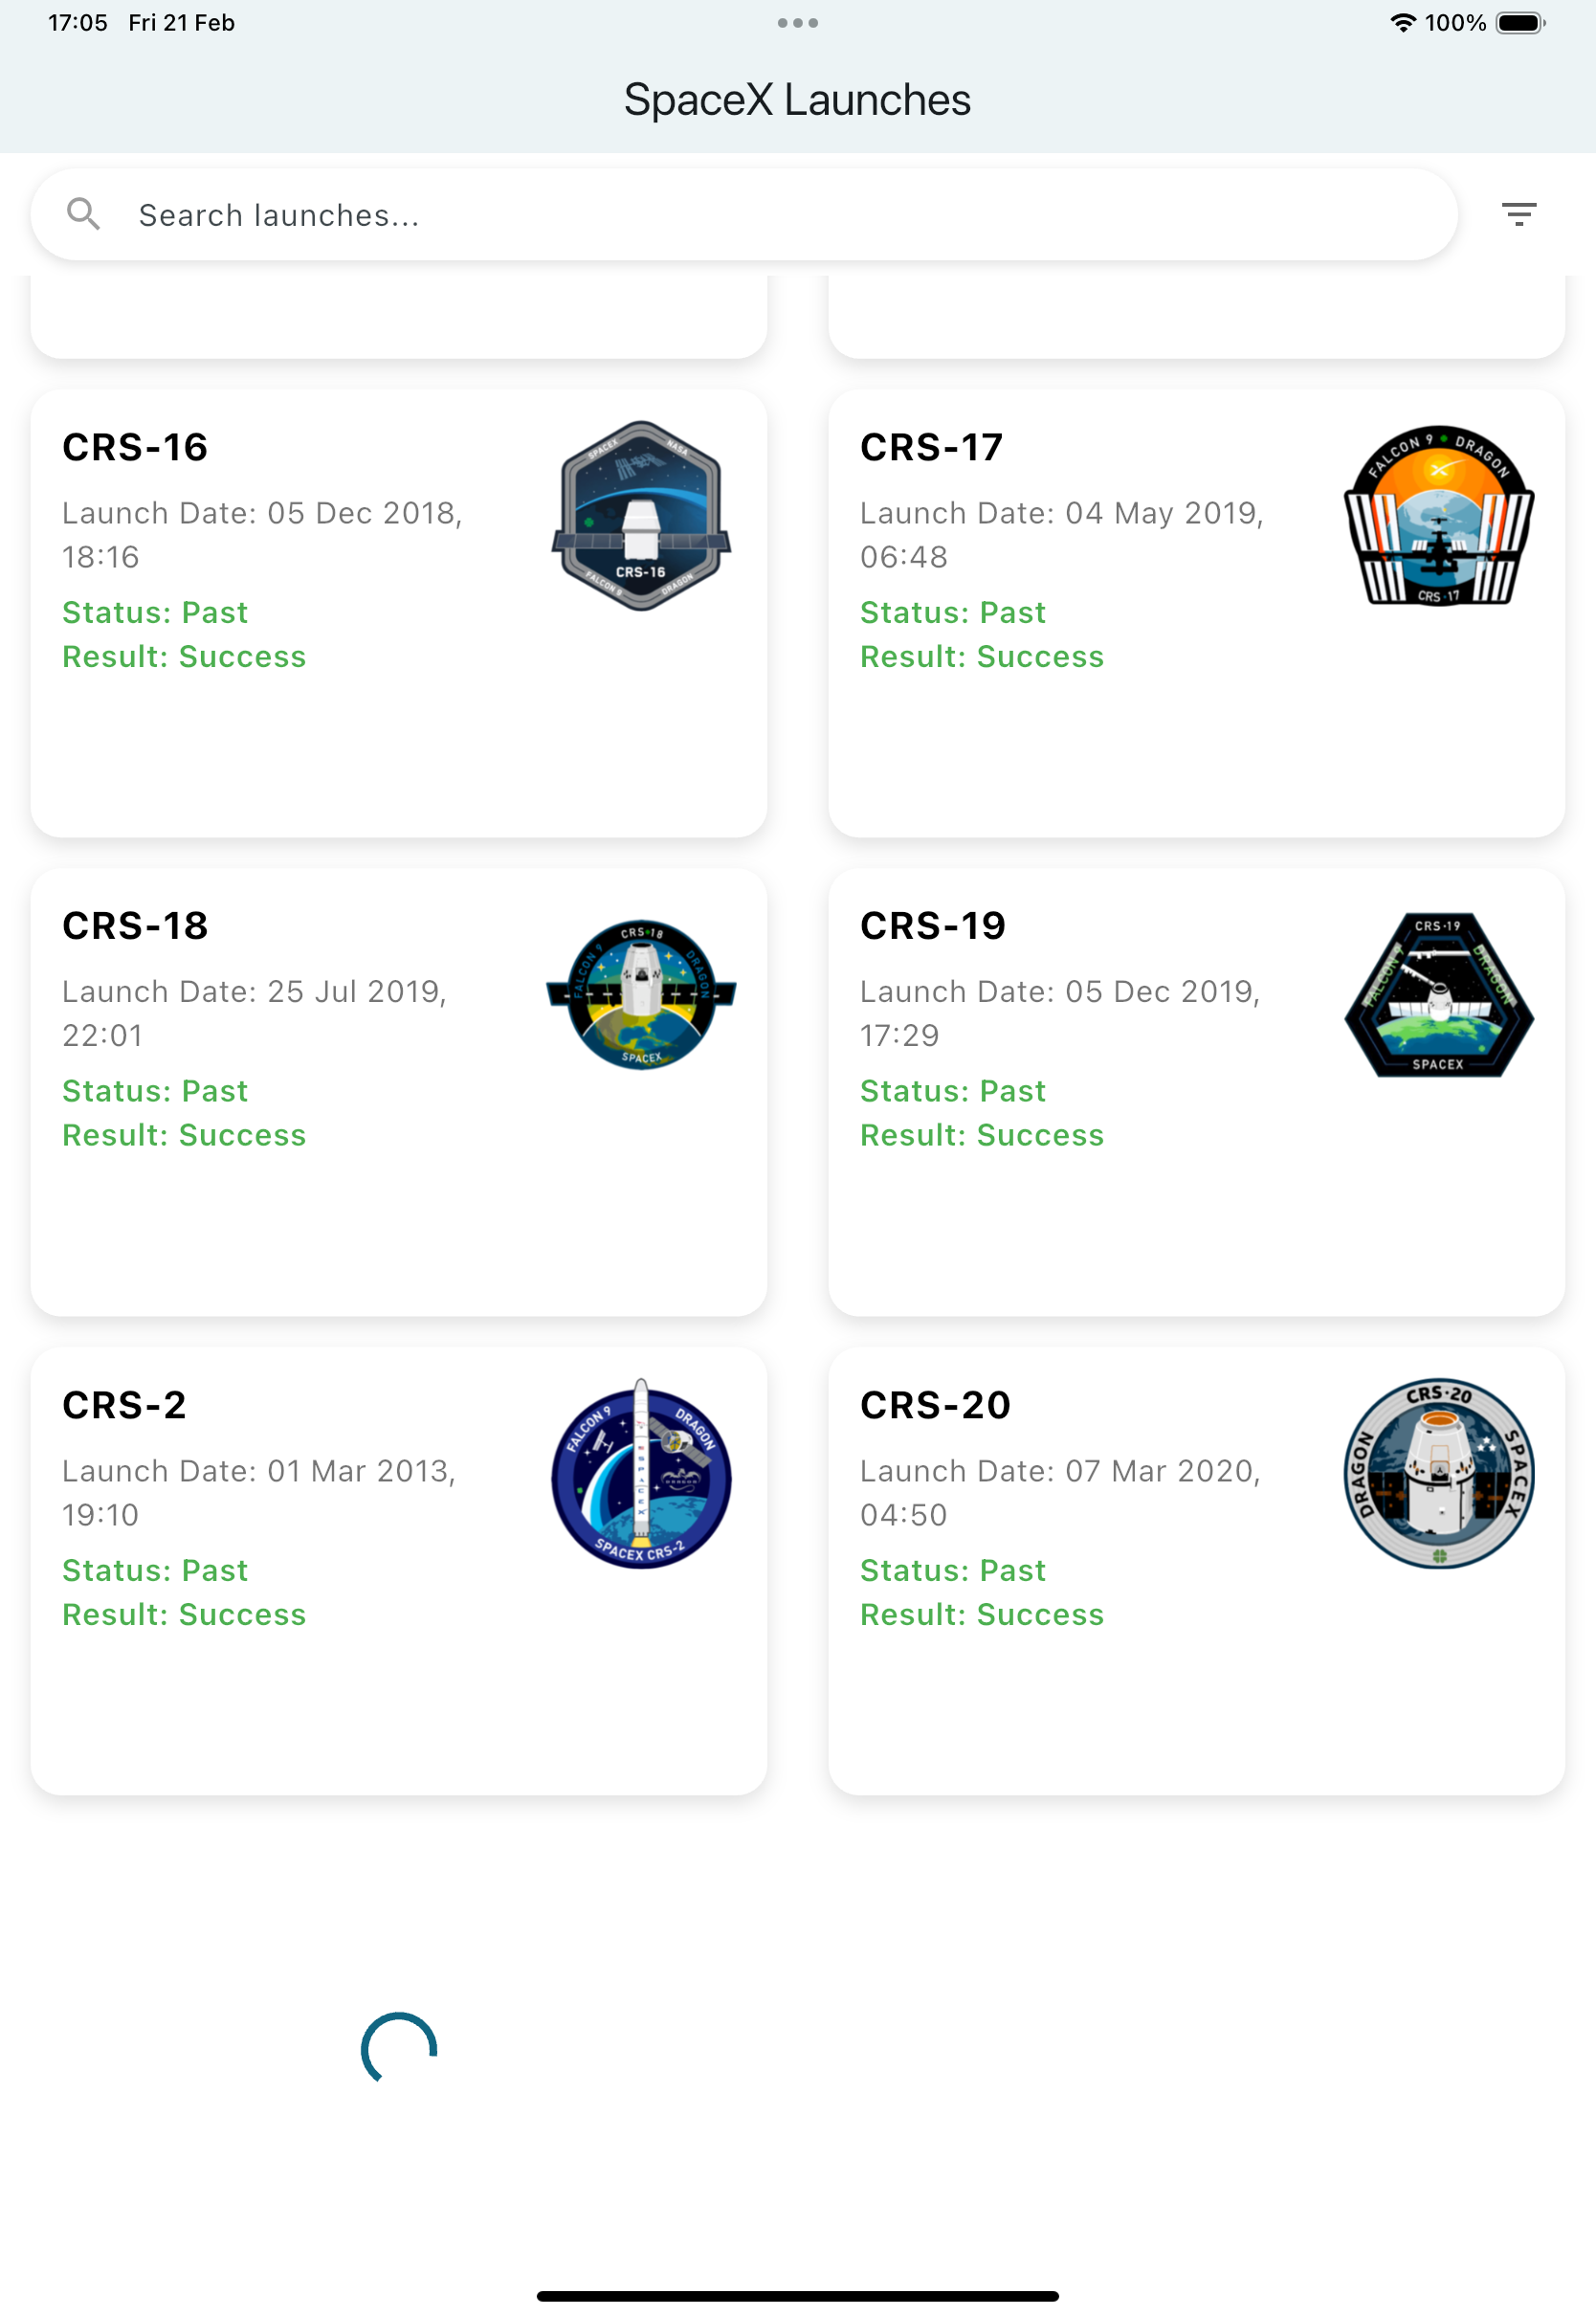 17:05 Fri 21 Feb
100%
SpaceX Launches
Search launches...
CRS-16
Launch Date: 05 Dec 2018,
18:16
Status: Past
Result: Success
SPACEX
NASA
CRS-16
FALCON 9
DRAGON
CRS-17
Launch Date: 04 May 2019,
06:48
Status: Past
Result: Success
FALCON 9 DRAGON
CRS 17
CRS-18
Launch Date: 25 Jul 2019,
22:01
Status: Past
Result: Success
CRS 18
FALCON 9
DRAGON
SPACEX
CRS-19
Launch Date: 05 Dec 2019,
17:29
Status: Past
Result: Success
CRS·19
FALCON 9
DRAGON
SPACEX
CRS-2
Launch Date: 01 Mar 2013,
19:10
Status: Past
Result: Success
FALCON 9
DRAGON
SPACEX
DRAGON
SPACEX CRS-2
CRS-20
Launch Date: 07 Mar 2020,
04:50
Status: Past
Result: Success
CRS·20
DRAGON
SPACEX